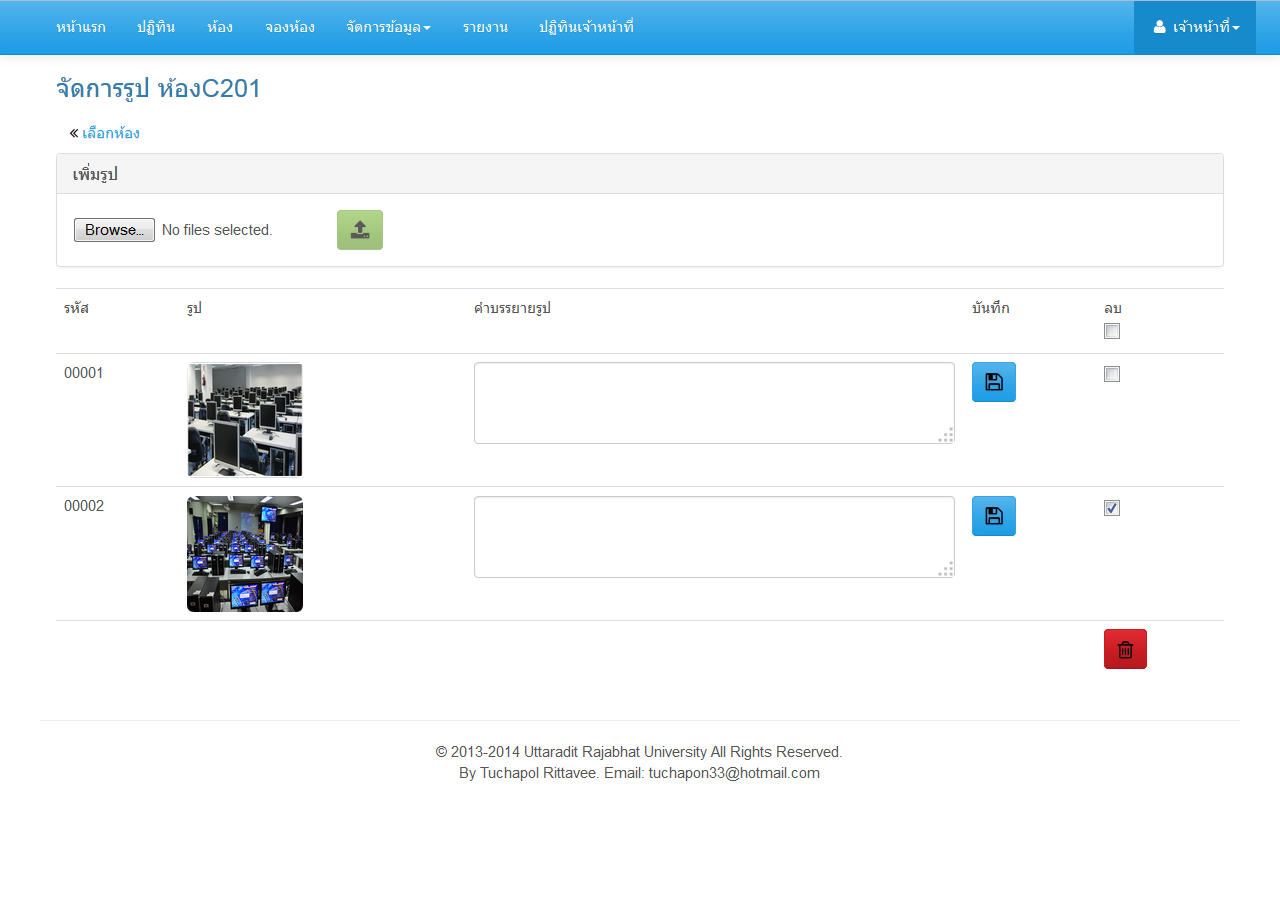 หน้าแรก ปฏิทิน ห้อง จองห้อง จัดการข้อมูล รายงาน ปฏิทินเจ้าหน้าที่ เจ้าหน้าที่
จัดการรูป ห้องC201
« เลือกห้อง
เพิ่มรูป
Browse... No files selected.
รหัส รูป คำบรรยายรูป บันทึก ลบ
00001
00002
© 2013-2014 Uttaradit Rajabhat University All Rights Reserved.
By Tuchapol Rittavee. Email: tuchapon33@hotmail.com